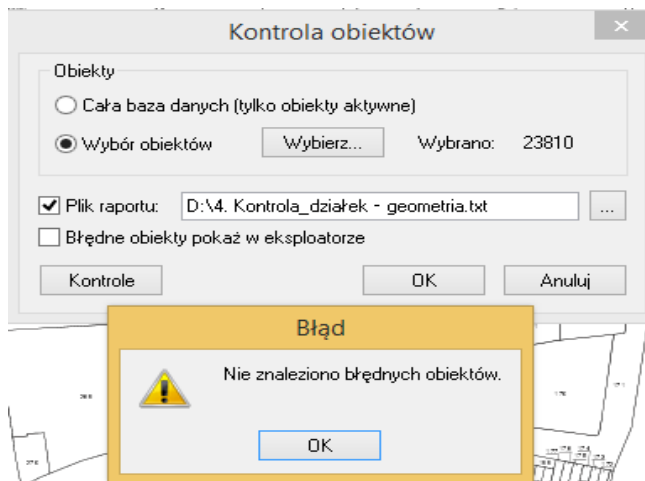 Kontrola obiektów
Obiekty
Cała baza danych (tylko obiekty aktywne)
Wybór obiektów Wybierz... Wybrano: 23810
Plik raportu: D:\4. Kontrola_działek - geometria.txt ...
Błędne obiekty pokaż w eksploatorze
Kontrole OK Anuluj
Błąd
Nie znaleziono błędnych obiektów.
OK